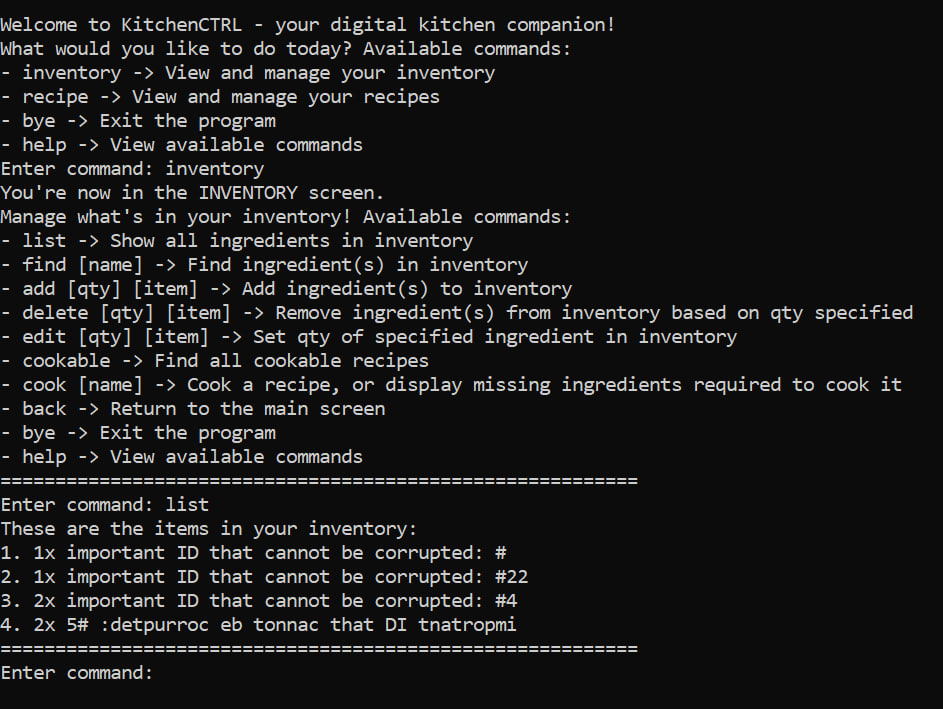 Welcome to KitchenCTRL - your digital kitchen companion!
What would you like to do today? Available commands:
- inventory -> View and manage your inventory
- recipe -> View and manage your recipes
- bye -> Exit the program
- help -> View available commands
Enter command: inventory
You're now in the INVENTORY screen.
Manage what's in your inventory! Available commands:
- list -> Show all ingredients in inventory
- find [name] -> Find ingredient(s) in inventory
- add [qty] [item] -> Add ingredient(s) to inventory
- delete [qty] [item] -> Remove ingredient(s) from inventory based on qty specified
- edit [qty] [item] -> Set qty of specified ingredient in inventory
- cookable -> Find all cookable recipes
- cook [name] -> Cook a recipe, or display missing ingredients required to cook it
- back -> Return to the main screen
- bye -> Exit the program
- help -> View available commands
==========================================================
Enter command: list
These are the items in your inventory:
1. 1x important ID that cannot be corrupted: #
2. 1x important ID that cannot be corrupted: #22
3. 2x important ID that cannot be corrupted: #4
4. 2x 5# :detpurroc eb tonnac that DI tnatropmi
==========================================================
Enter command: